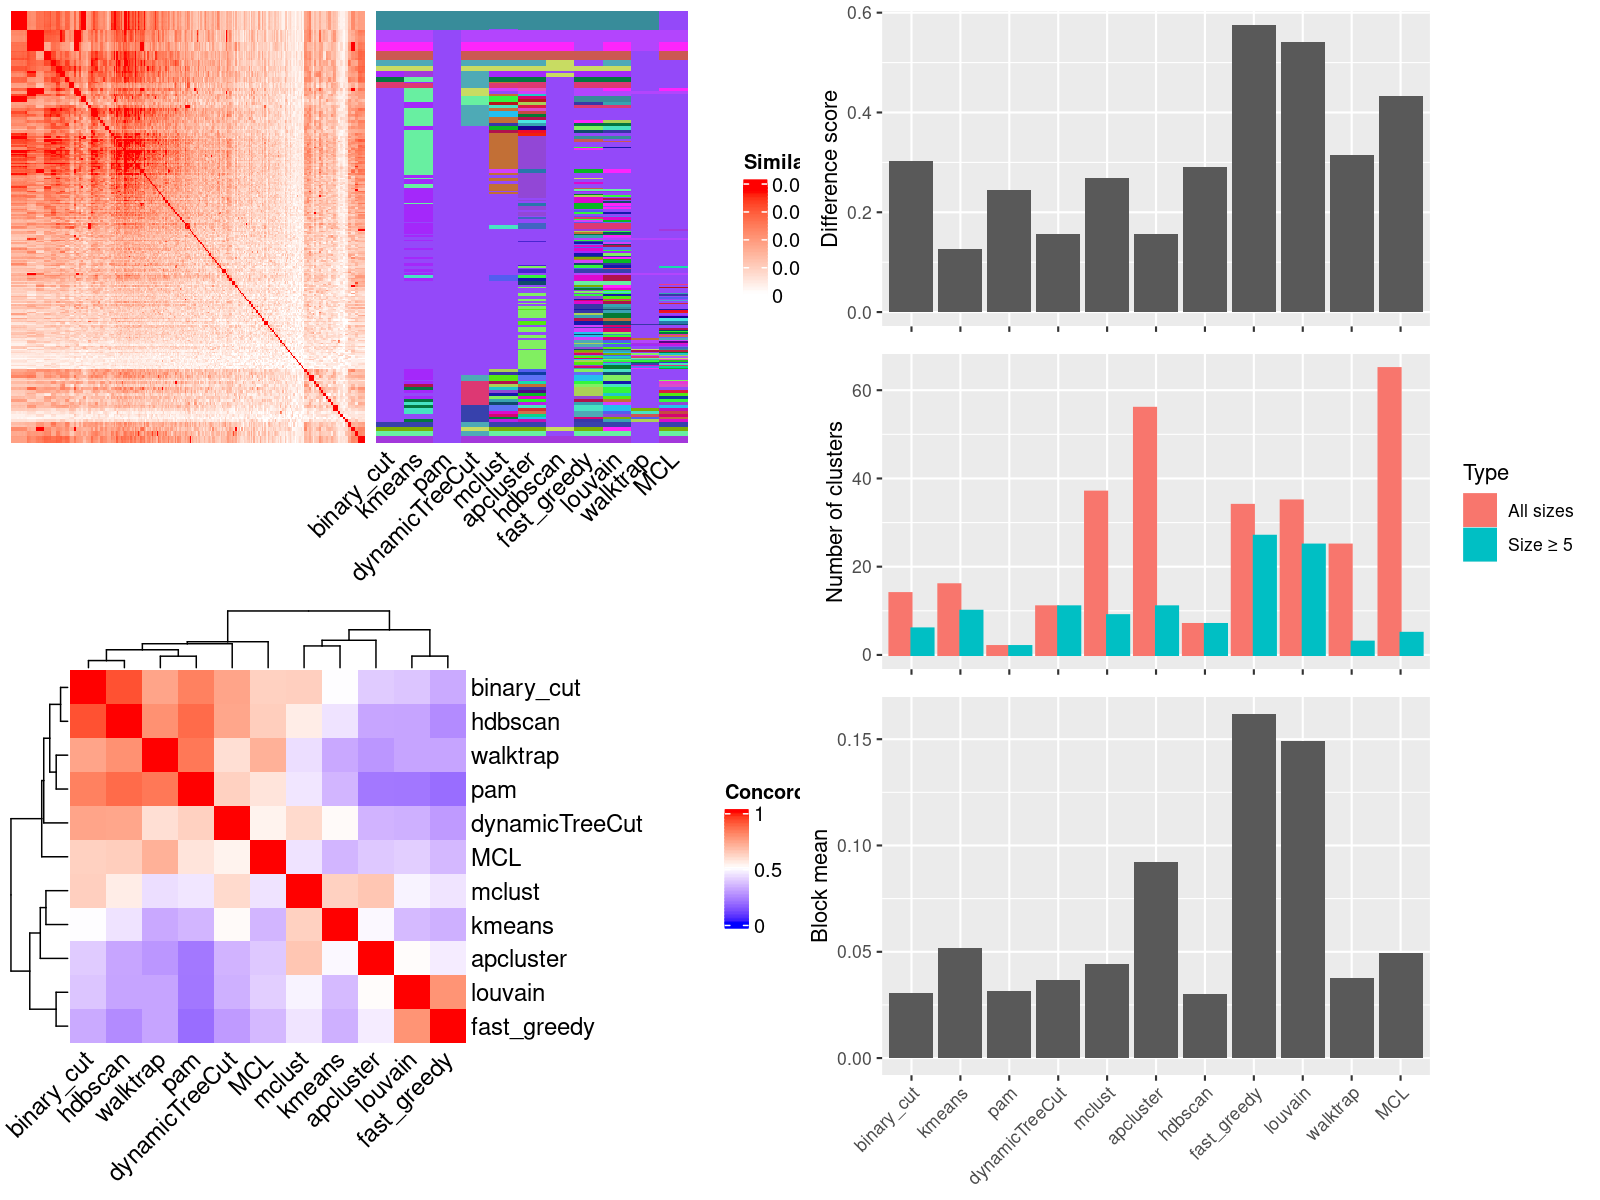 Simila
0.0
0.0
0.0
0.0
0
binary_cut
kmeans
pam
dynamicTreeCut
mclust
apcluster
hdbscan
fast_greedy
louvain
walktrap
MCL
binary_cut
hdbscan
walktrap
pam
dynamicTreeCut
MCL
mclust
kmeans
apcluster
louvain
fast_greedy
binary_cut
hdbscan
walktrap
pam
dynamicTreeCut
MCL
mclust
kmeans
apcluster
louvain
fast_greedy
Concord
1
0.5
0
Difference score
0.6
0.4
0.2
0.0
Number of clusters
60
40
20
0
Type
All sizes
Size ≥ 5
Block mean
0.15
0.10
0.05
0.00
binary_cut
kmeans
pam
dynamicTreeCut
mclust
apcluster
hdbscan
fast_greedy
louvain
walktrap
MCL